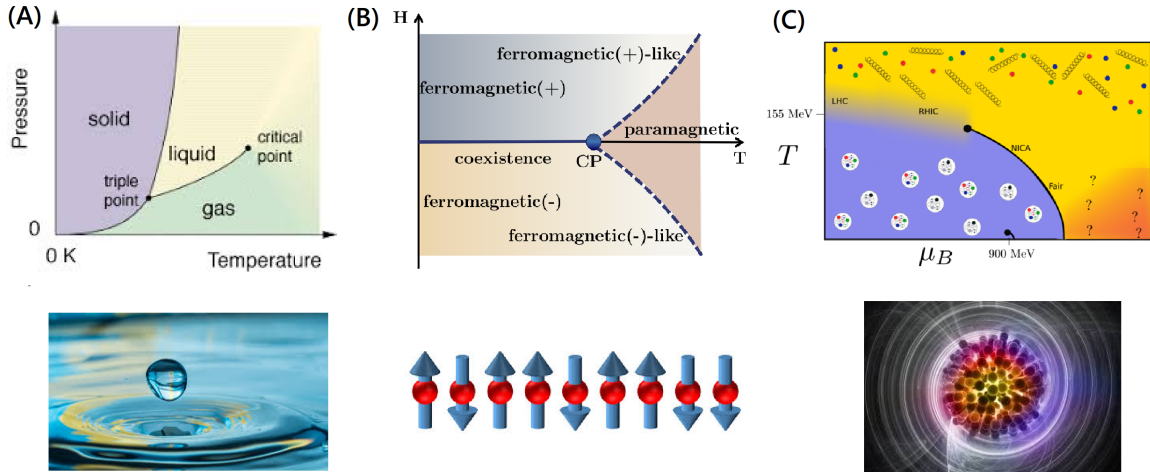 (A)
Pressure
solid
liquid
critical
point
triple
point
gas
0
0 K
Temperature
(B)
H
ferromagnetic(+)-like
ferromagnetic(+)
paramagnetic
coexistence
CP
T
ferromagnetic(-)
ferromagnetic(-)-like
(C)
LHC
155 MeV
RHIC
T
NICA
Fair
?
?
?
?
?
?
μB
900 MeV